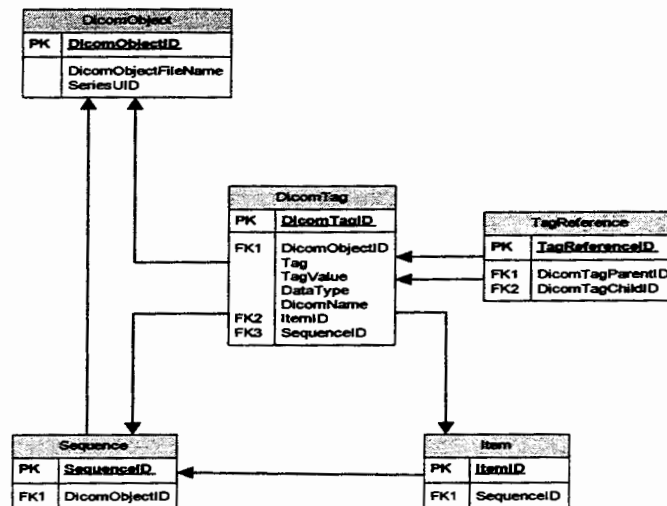 DicomObject
PK DicomObjectID
DicomObjectFileName
SeriesUID
DicomTag
PK DicomTagID
FK1 DicomObjectID
Tag
TagValue
DataType
DicomName
FK2 ItemID
FK3 SequenceID
TagReference
PK TagReferenceID
FK1 DicomTagParentID
FK2 DicomTagChildID
Sequence
PK SequenceID
FK1 DicomObjectID
Item
PK ItemID
FK1 SequenceID